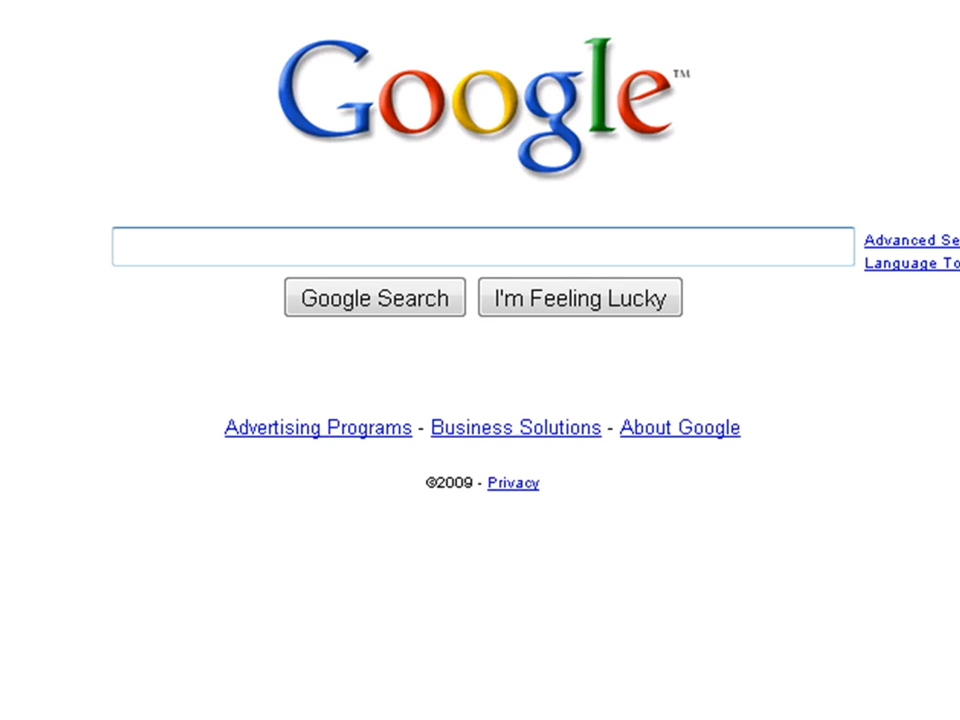 Google™
Advanced Se
Language To
Google Search I'm Feeling Lucky
Advertising Programs - Business Solutions - About Google
©2009 - Privacy